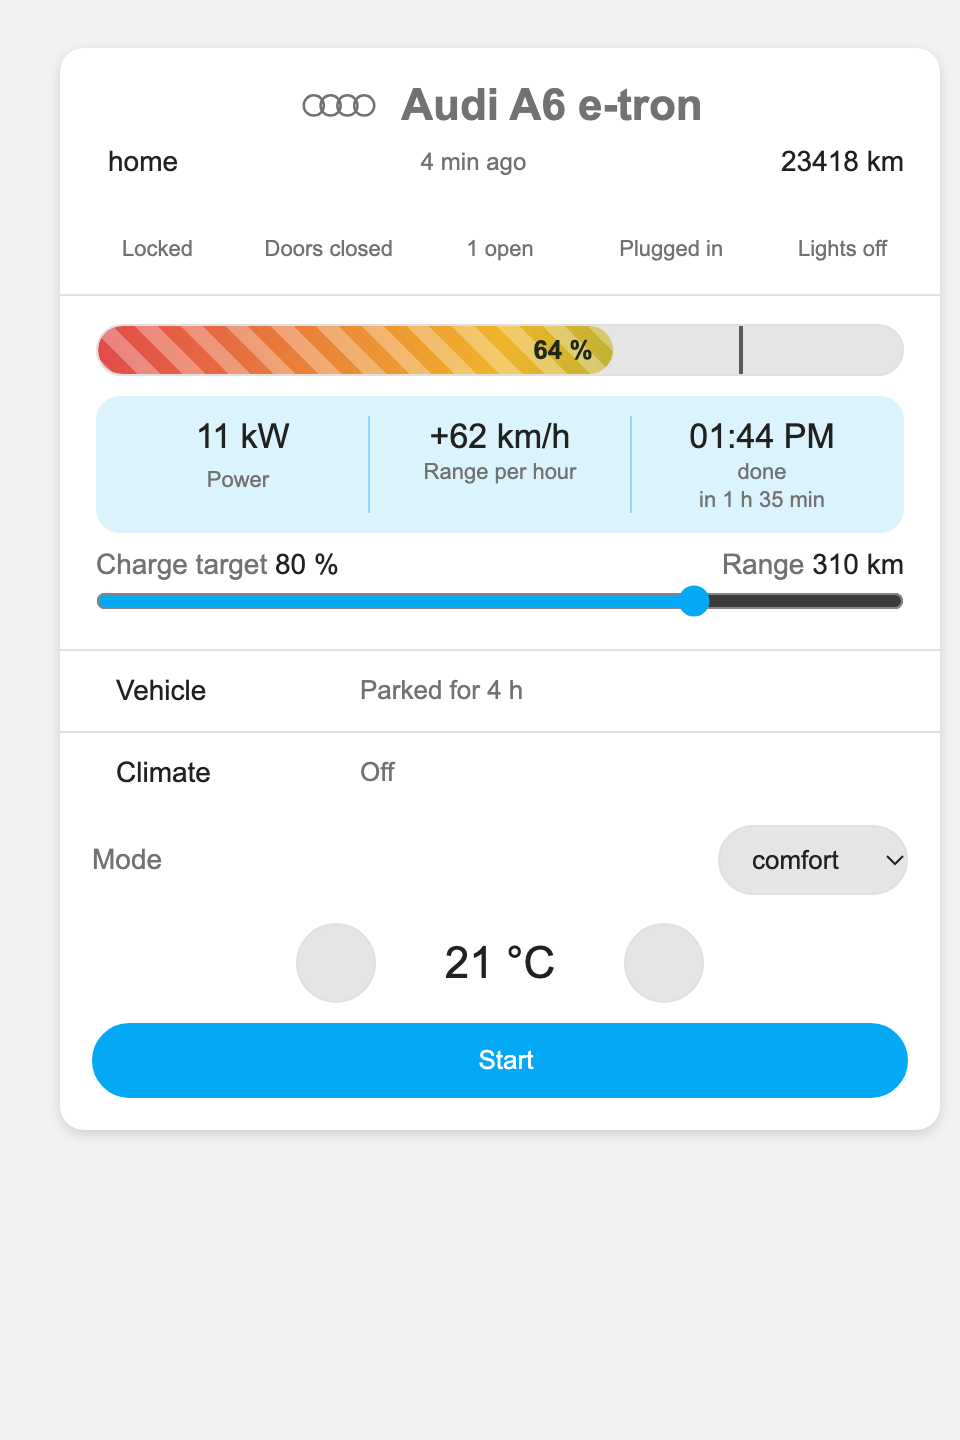 Audi A6 e-tron
home 4 min ago 23418 km
Locked Doors closed 1 open Plugged in Lights off
64 %
11 kW +62 km/h 01:44 PM
Power Range per hour done
in 1 h 35 min
Charge target 80 % Range 310 km
Vehicle Parked for 4 h
Climate Off
Mode comfort
21 °C
Start